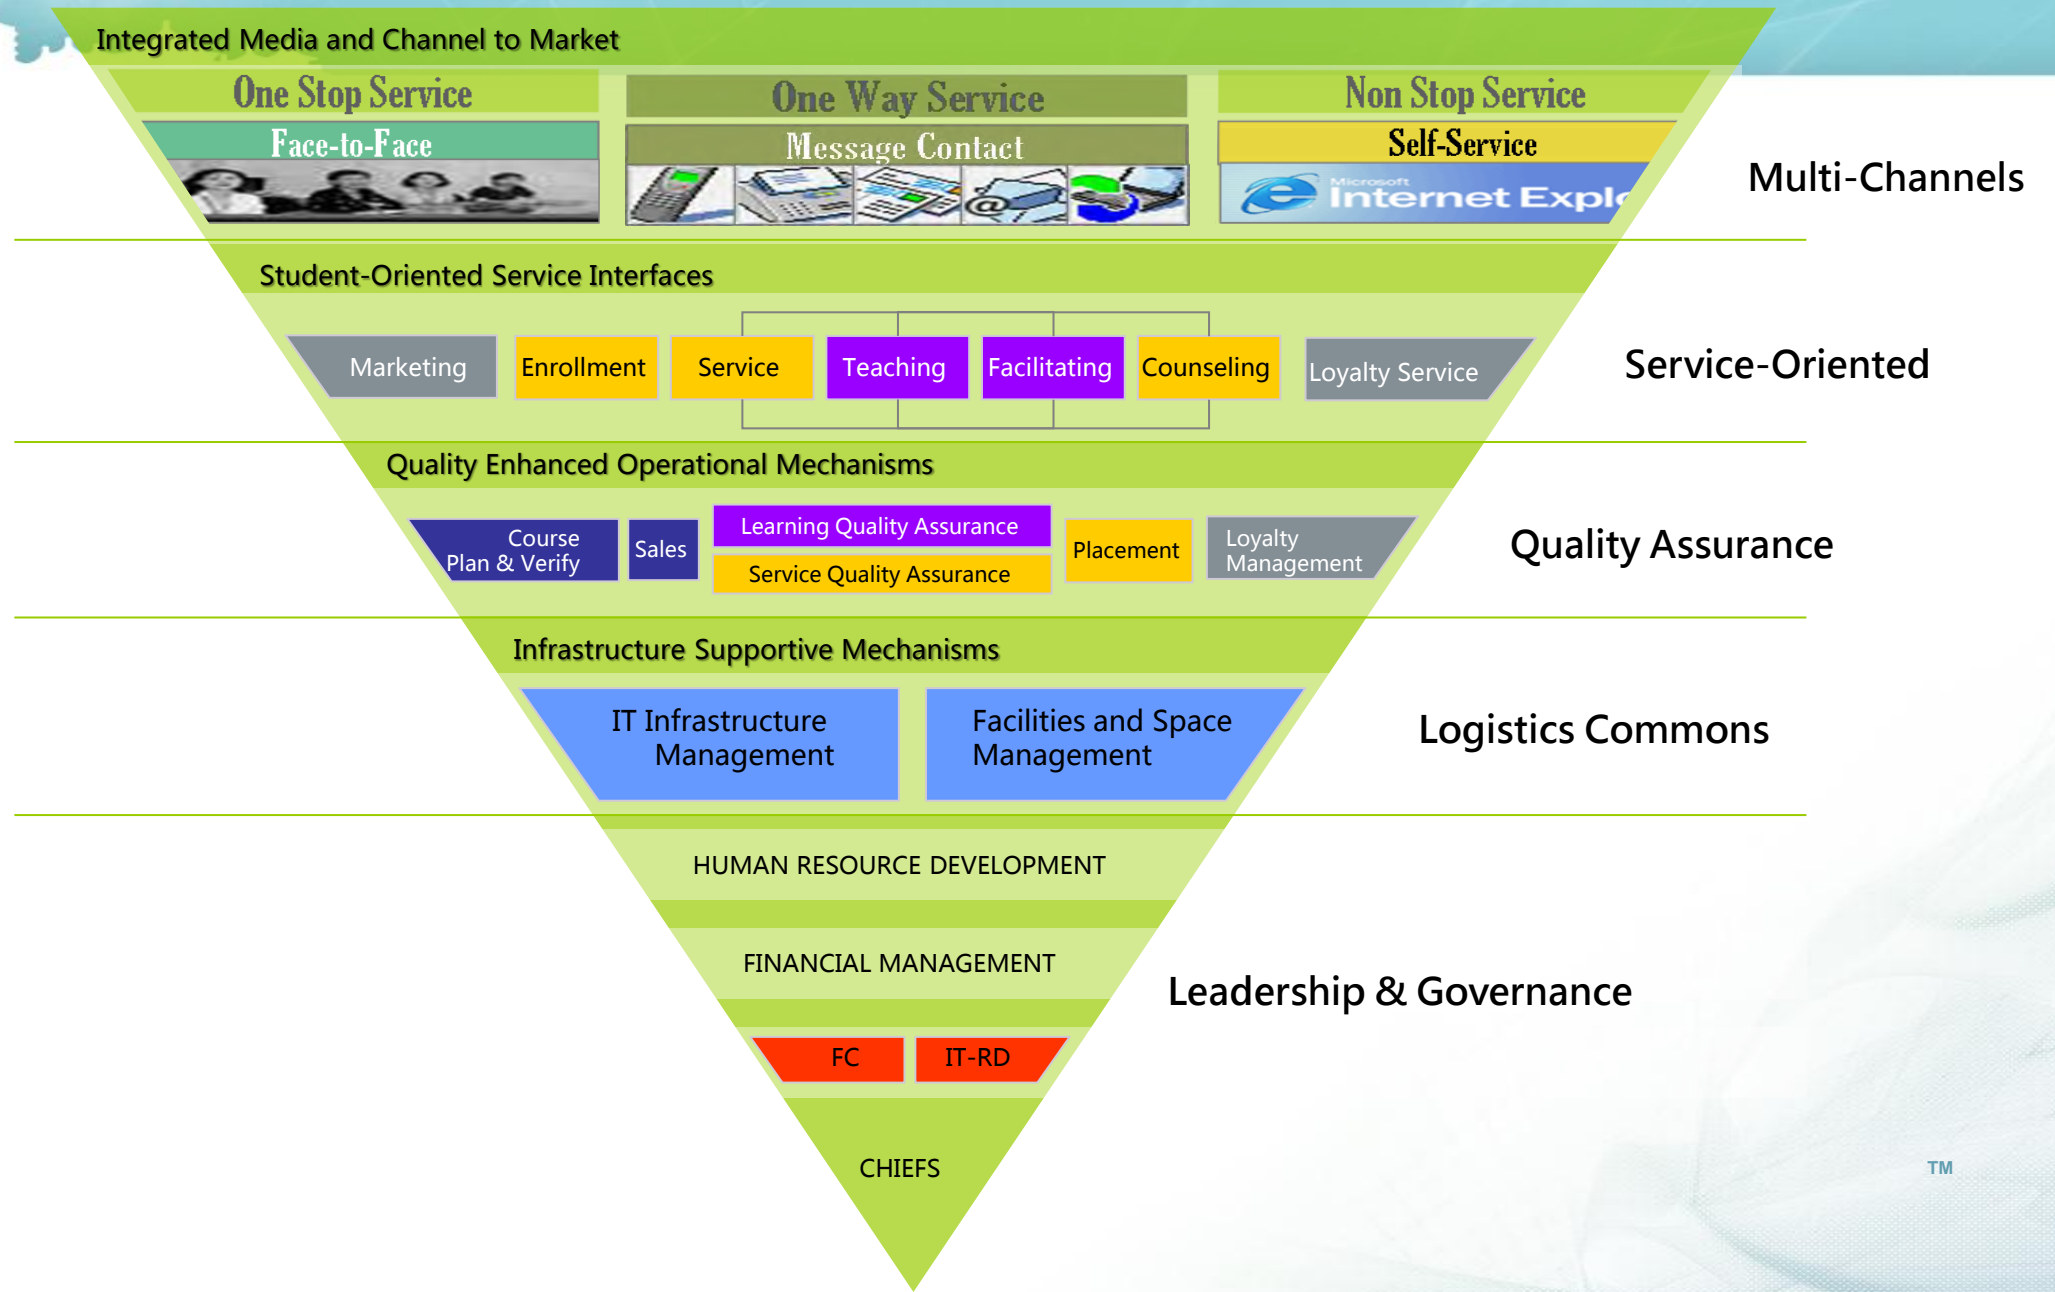 Integrated Media and Channel to Market
One Stop Service
One Way Service
Non Stop Service
Face-to-Face
Message Contact
Self-Service
Microsoft
Internet Explo
Multi-Channels
Student-Oriented Service Interfaces
Marketing
Enrollment
Service
Teaching
Facilitating
Counseling
Loyalty Service
Service-Oriented
Quality Enhanced Operational Mechanisms
Course
Plan & Verify
Sales
Learning Quality Assurance
Service Quality Assurance
Placement
Loyalty
Management
Quality Assurance
Infrastructure Supportive Mechanisms
IT Infrastructure
Management
Facilities and Space
Management
Logistics Commons
HUMAN RESOURCE DEVELOPMENT
FINANCIAL MANAGEMENT
Leadership & Governance
FC
IT-RD
CHIEFS
TM